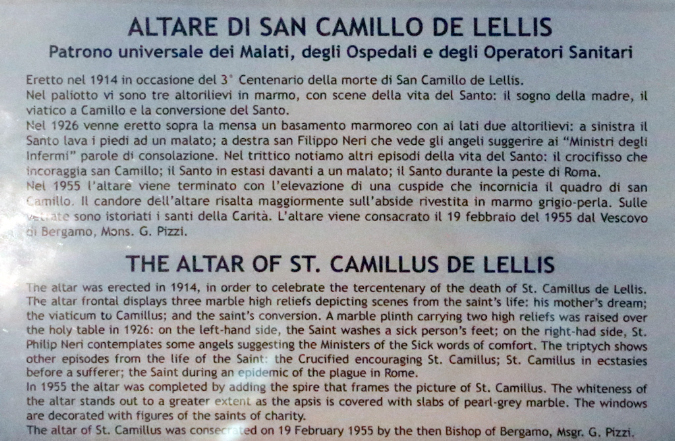 ALTARE DI SAN CAMILLO DE LELLIS
Patrono universale dei Malati, degli Ospedali e degli Operatori Sanitari
Eretto nel 1914 in occasione del 3° Centenario della morte di San Camillo de Lellis.
Nel paliotto vi sono tre altorilievi in marmo, con scene della vita del Santo: il sogno della madre, il
viatico a Camillo e la conversione del Santo.
Nel 1926 venne eretto sopra la mensa un basamento marmoreo con ai lati due altorilievi: a sinistra il
Santo lava i piedi ad un malato; a destra san Filippo Neri che vede gli angeli suggerire ai "Ministri degli
Infermi" parole di consolazione. Nel trittico notiamo altri episodi della vita del Santo: il crocifisso che
incoraggia san Camillo; il Santo in estasi davanti a un malato; il Santo durante la peste di Roma.
Nel 1955 l'altare viene terminato con l'elevazione di una cuspide che incornicia il quadro di san
Camillo. Il candore dell'altare risalta maggiormente sull'abside rivestita in marmo grigio-perla. Sulle
vetrate sono istoriati i santi della Carità. L'altare viene consacrato il 19 febbraio del 1955 dal Vescovo
di Bergamo, Mons. G. Pizzi.
THE ALTAR OF ST. CAMILLUS DE LELLIS
The altar was erected in 1914, in order to celebrate the tercentenary of the death of St. Camillus de Lellis.
The altar frontal displays three marble high reliefs depicting scenes from the saint's life: his mother's dream;
the viaticum to Camillus; and the saint's conversion. A marble plinth carrying two high reliefs was raised over
the holy table in 1926: on the left-hand side, the Saint washes a sick person's feet; on the right-had side, St.
Philip Neri contemplates some angels suggesting the Ministers of the Sick words of comfort. The triptych shows
other episodes from the life of the Saint: the Crucified encouraging St. Camillus; St. Camillus in ecstasies
before a sufferer; the Saint during an epidemic of the plague in Rome.
In 1955 the altar was completed by adding the spire that frames the picture of St. Camillus. The whiteness of
the altar stands out to a greater extent as the apsis is covered with slabs of pearl-grey marble. The windows
are decorated with figures of the saints of charity.
The altar of St. Camillus was consecrated on 19 February 1955 by the then Bishop of Bergamo, Msgr. G. Pizzi.